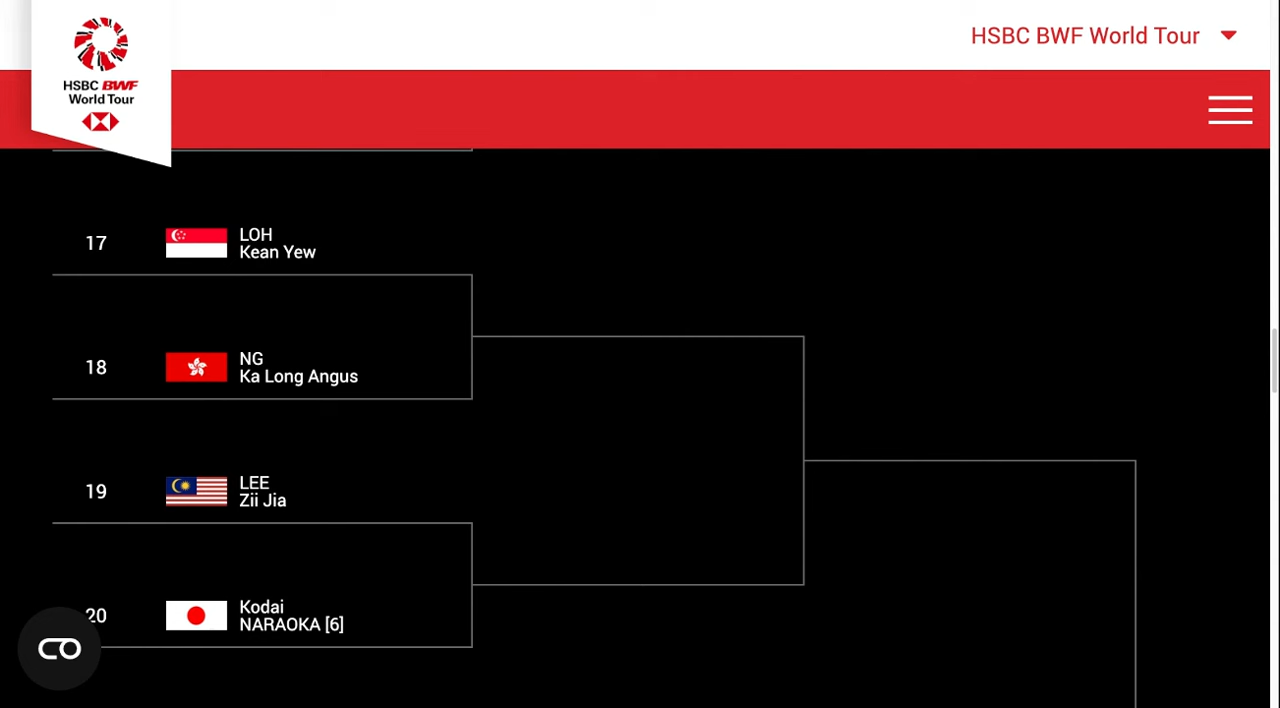 HSBC BWF World Tour
HSBC BWF
World Tour
17
LOH
Kean Yew
18
NG
Ka Long Angus
19
LEE
Zii Jia
20
Kodai
NARAOKA [6]